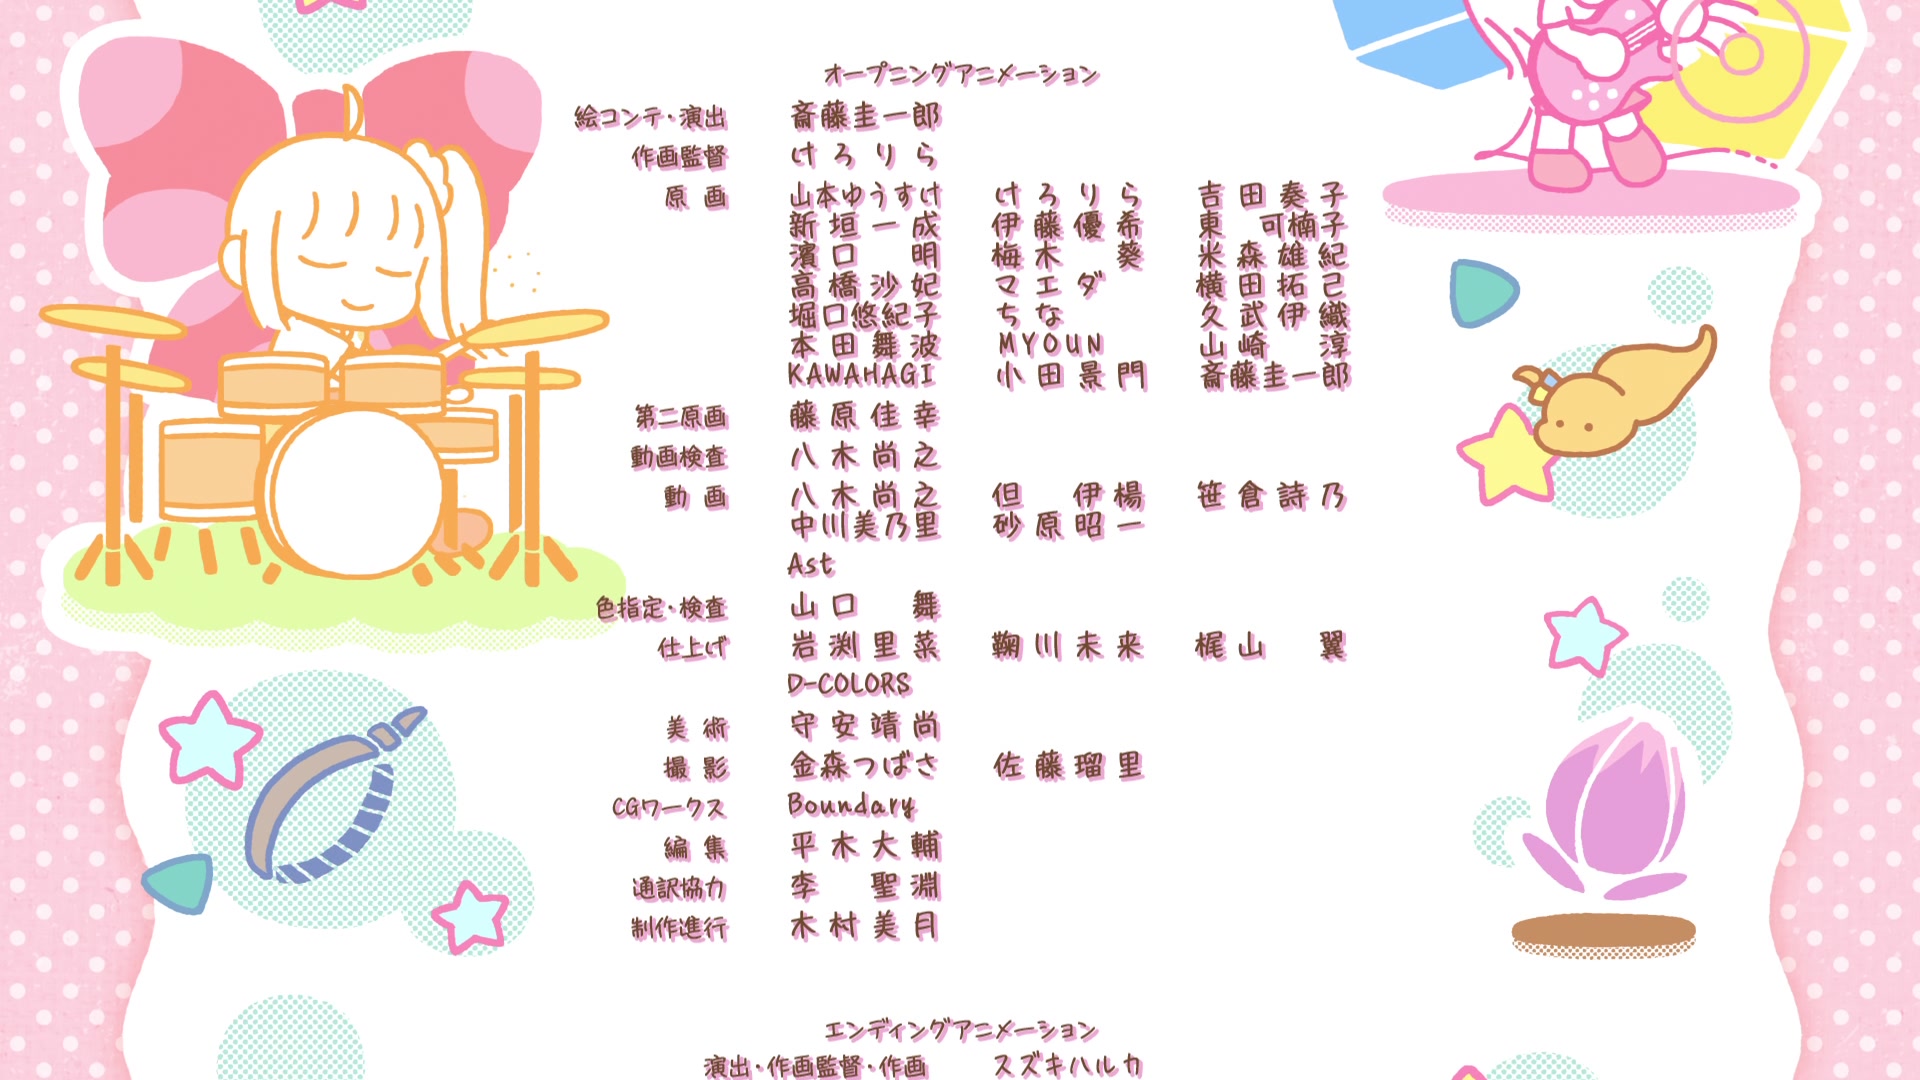 オープニングアニメーション
絵コンテ・演出 斎藤圭一郎
作画監督 けろりら
原画 山本ゆうすけ けろりら 吉田奏子
新垣一成 伊藤優希 東 可楠子
濱口 明 梅木 葵 米森雄紀
高橋沙妃 マエダ 横田拓己
堀口悠紀子 ちな 久武伊織
本田舞波 MYOUN 山崎 淳
KAWAHAGI 小田景門 斎藤圭一郎
第二原画 藤原佳幸
動画検査 八木尚之
動画 八木尚之 但 伊楊 笹倉詩乃
中川美乃里 砂原昭一
Ast
色指定・検査 山口 舞
仕上げ 岩渕里菜 鞠川未来 梶山 翼
D-COLORS
美術 守安靖尚
撮影 金森つばさ 佐藤瑠里
CGワークス Boundary
編集 平木大輔
通訳協力 李 聖淵
制作進行 木村美月
エンディングアニメーション
演出・作画監督・作画 スズキハルカ